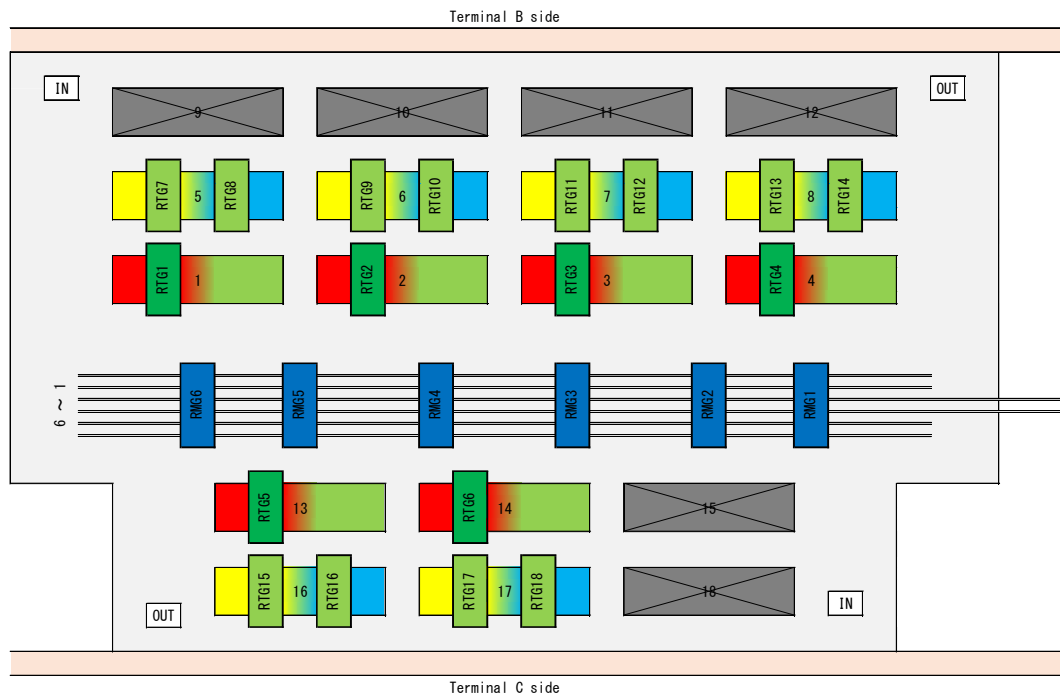 Terminal B side
IN
OUT
9
10
11
12
RTG7
5
RTG8
RTG9
6
RTG10
RTG11
7
RTG12
RTG13
8
RTG14
RTG1
1
RTG2
2
RTG3
3
RTG4
4
6 ~ 1
RMG6
RMG5
RMG4
RMG3
RMG2
RMG1
RTG5
13
RTG6
14
15
RTG15
16
RTG16
RTG17
17
RTG18
18
OUT
IN
Terminal C side